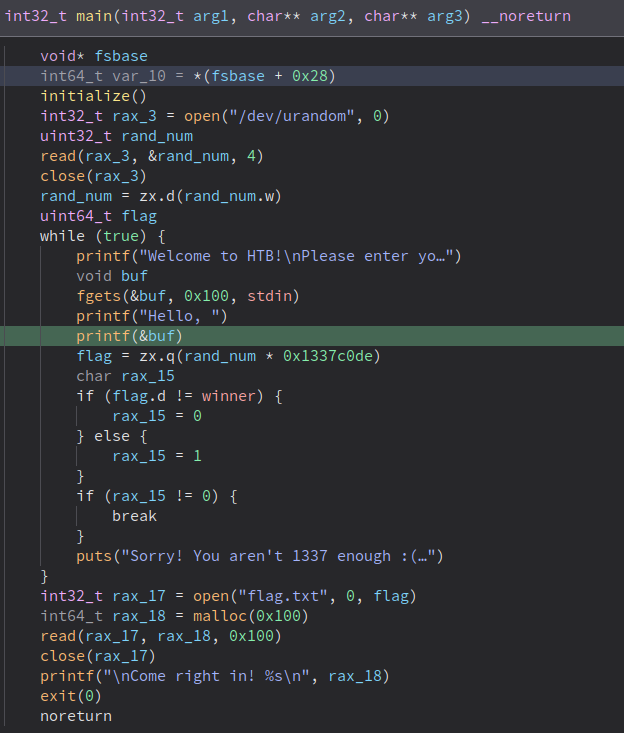 int32_t main(int32_t arg1, char** arg2, char** arg3) __noreturn
void* fsbase
int64_t var_10 = *(fsbase + 0x28)
initialize()
int32_t rax_3 = open("/dev/urandom", 0)
uint32_t rand_num
read(rax_3, &rand_num, 4)
close(rax_3)
rand_num = zx.d(rand_num.w)
uint64_t flag
while (true) {
printf("Welcome to HTB!\nPlease enter yo…")
void buf
fgets(&buf, 0x100, stdin)
printf("Hello, ")
printf(&buf)
flag = zx.q(rand_num * 0x1337c0de)
char rax_15
if (flag.d != winner) {
rax_15 = 0
} else {
rax_15 = 1
}
if (rax_15 != 0) {
break
}
puts("Sorry! You aren't 1337 enough :(…")
}
int32_t rax_17 = open("flag.txt", 0, flag)
int64_t rax_18 = malloc(0x100)
read(rax_17, rax_18, 0x100)
close(rax_17)
printf("\nCome right in! %s\n", rax_18)
exit(0)
noreturn